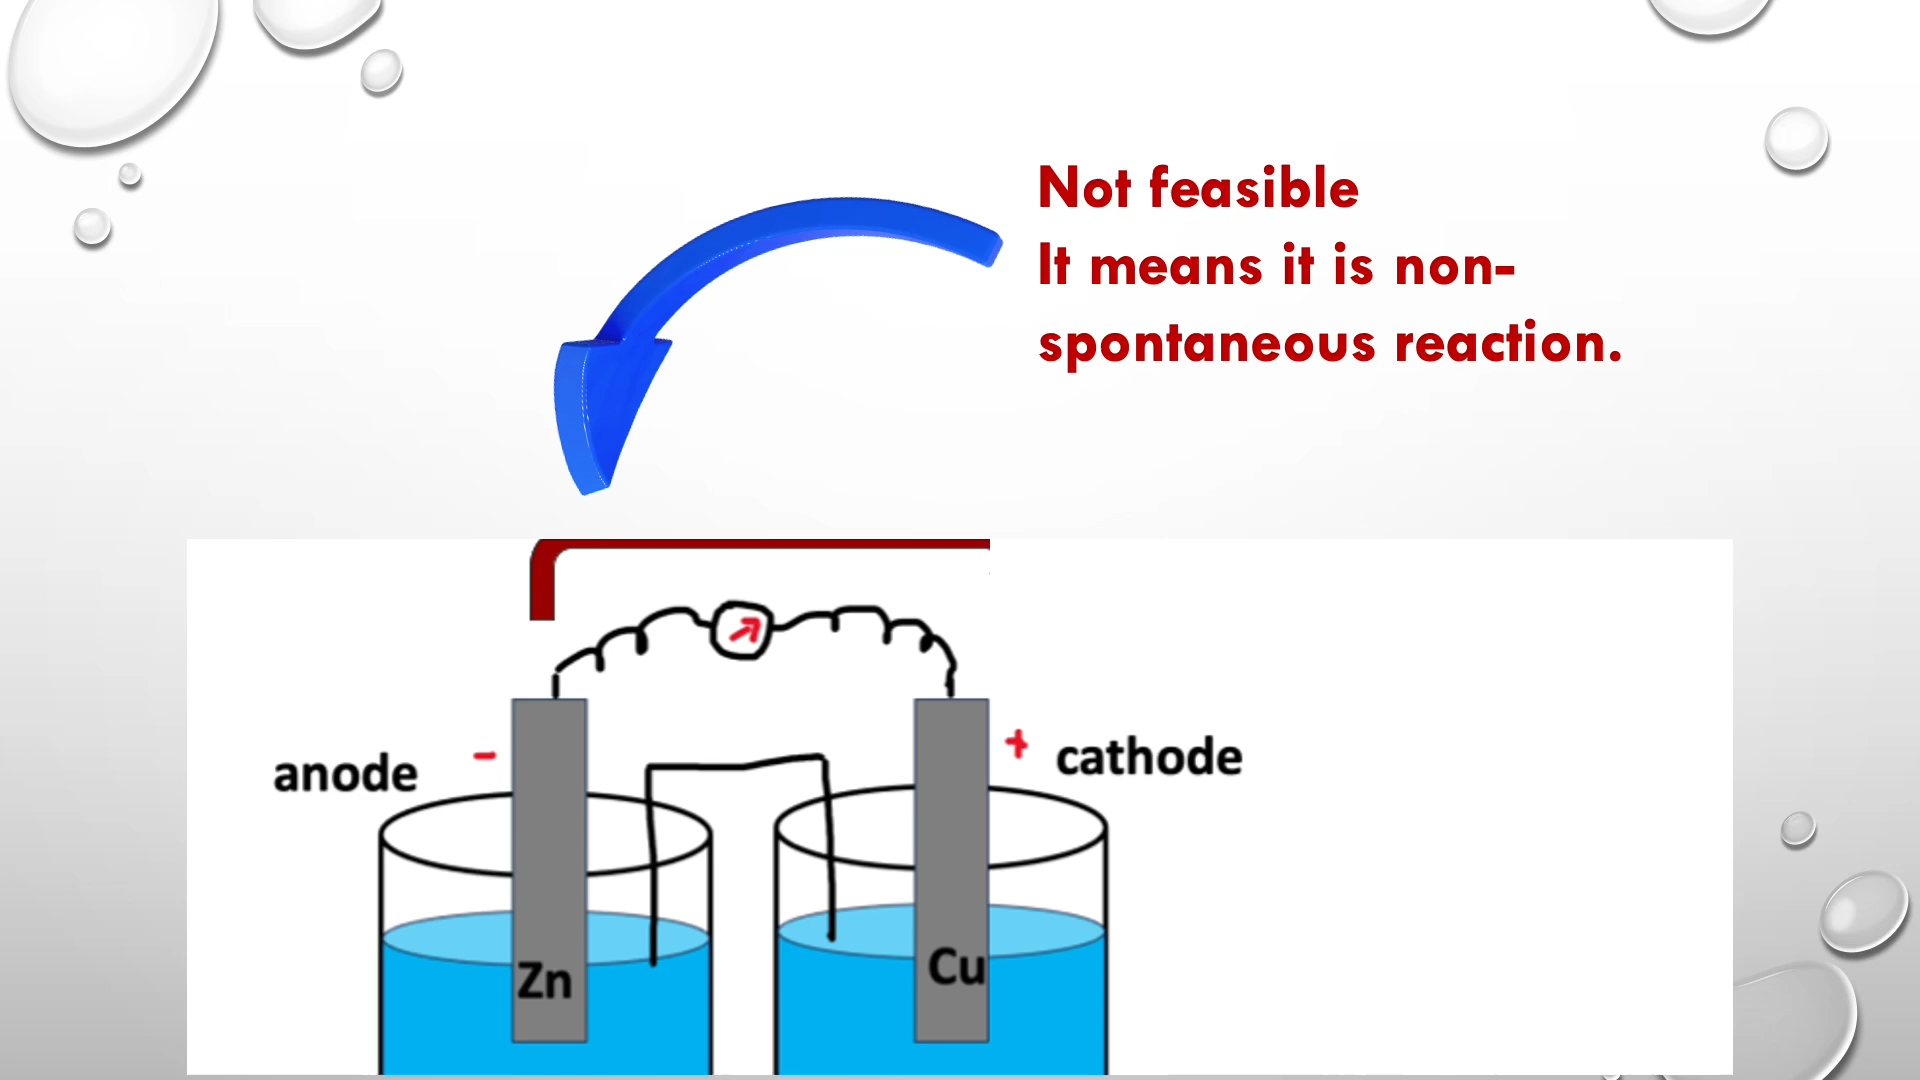 Not feasible
It means it is non-
spontaneous reaction.
anode - + cathode
Zn Cu